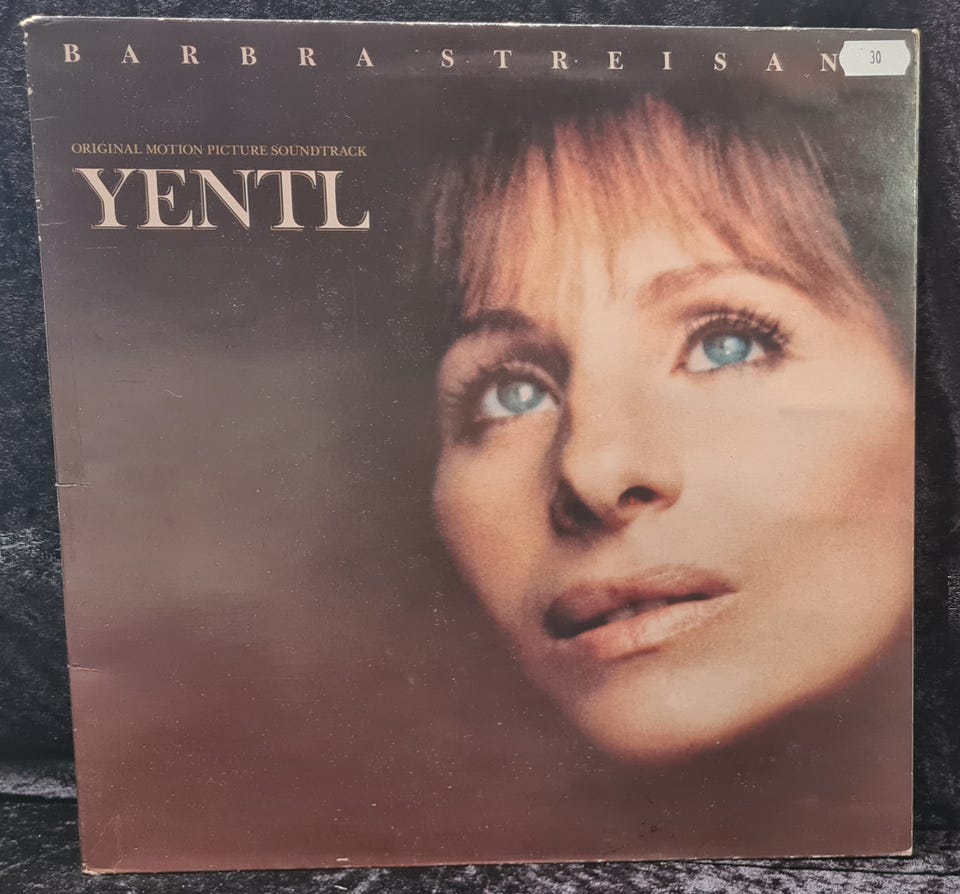 BARBRA STREISAN
30
ORIGINAL MOTION PICTURE SOUNDTRACK
YENTL